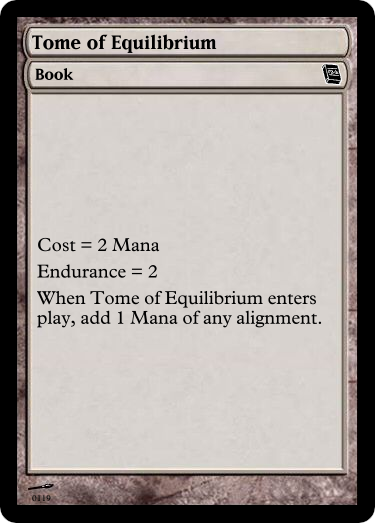 Tome of Equilibrium
Book
Cost = 2 Mana
Endurance = 2
When Tome of Equilibrium enters
play, add 1 Mana of any alignment.
0119